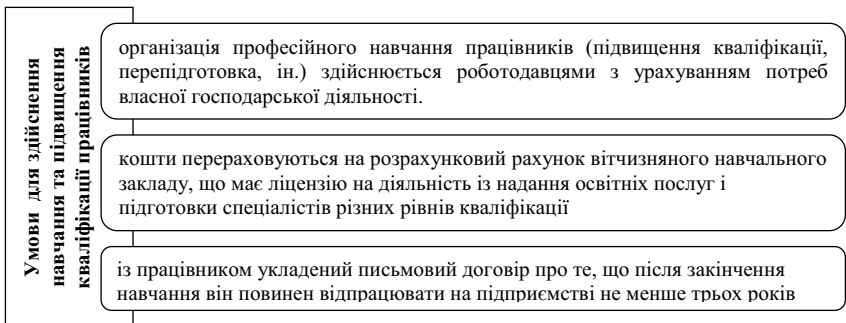 Умови для здійснення
навчання та підвищення
кваліфікації працівників
організація професійного навчання працівників (підвищення кваліфікації,
перепідготовка, ін.) здійснюється роботодавцями з урахуванням потреб
власної господарської діяльності.
кошти перераховуються на розрахунковий рахунок вітчизняного навчального
закладу, що має ліцензію на діяльність із надання освітніх послуг і
підготовки спеціалістів різних рівнів кваліфікації
із працівником укладений письмовий договір про те, що після закінчення
навчання він повинен відпрацювати на підприємстві не менше трьох років